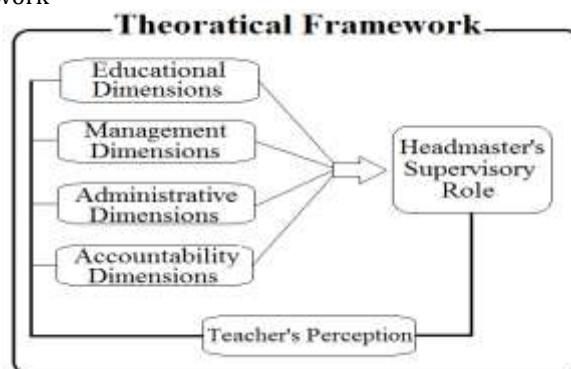 work
Theoratical Framework
Educational
Dimensions
Management
Dimensions
Administrative
Dimensions
Accountability
Dimensions
Headmaster's
Supervisory
Role
Teacher's Perception